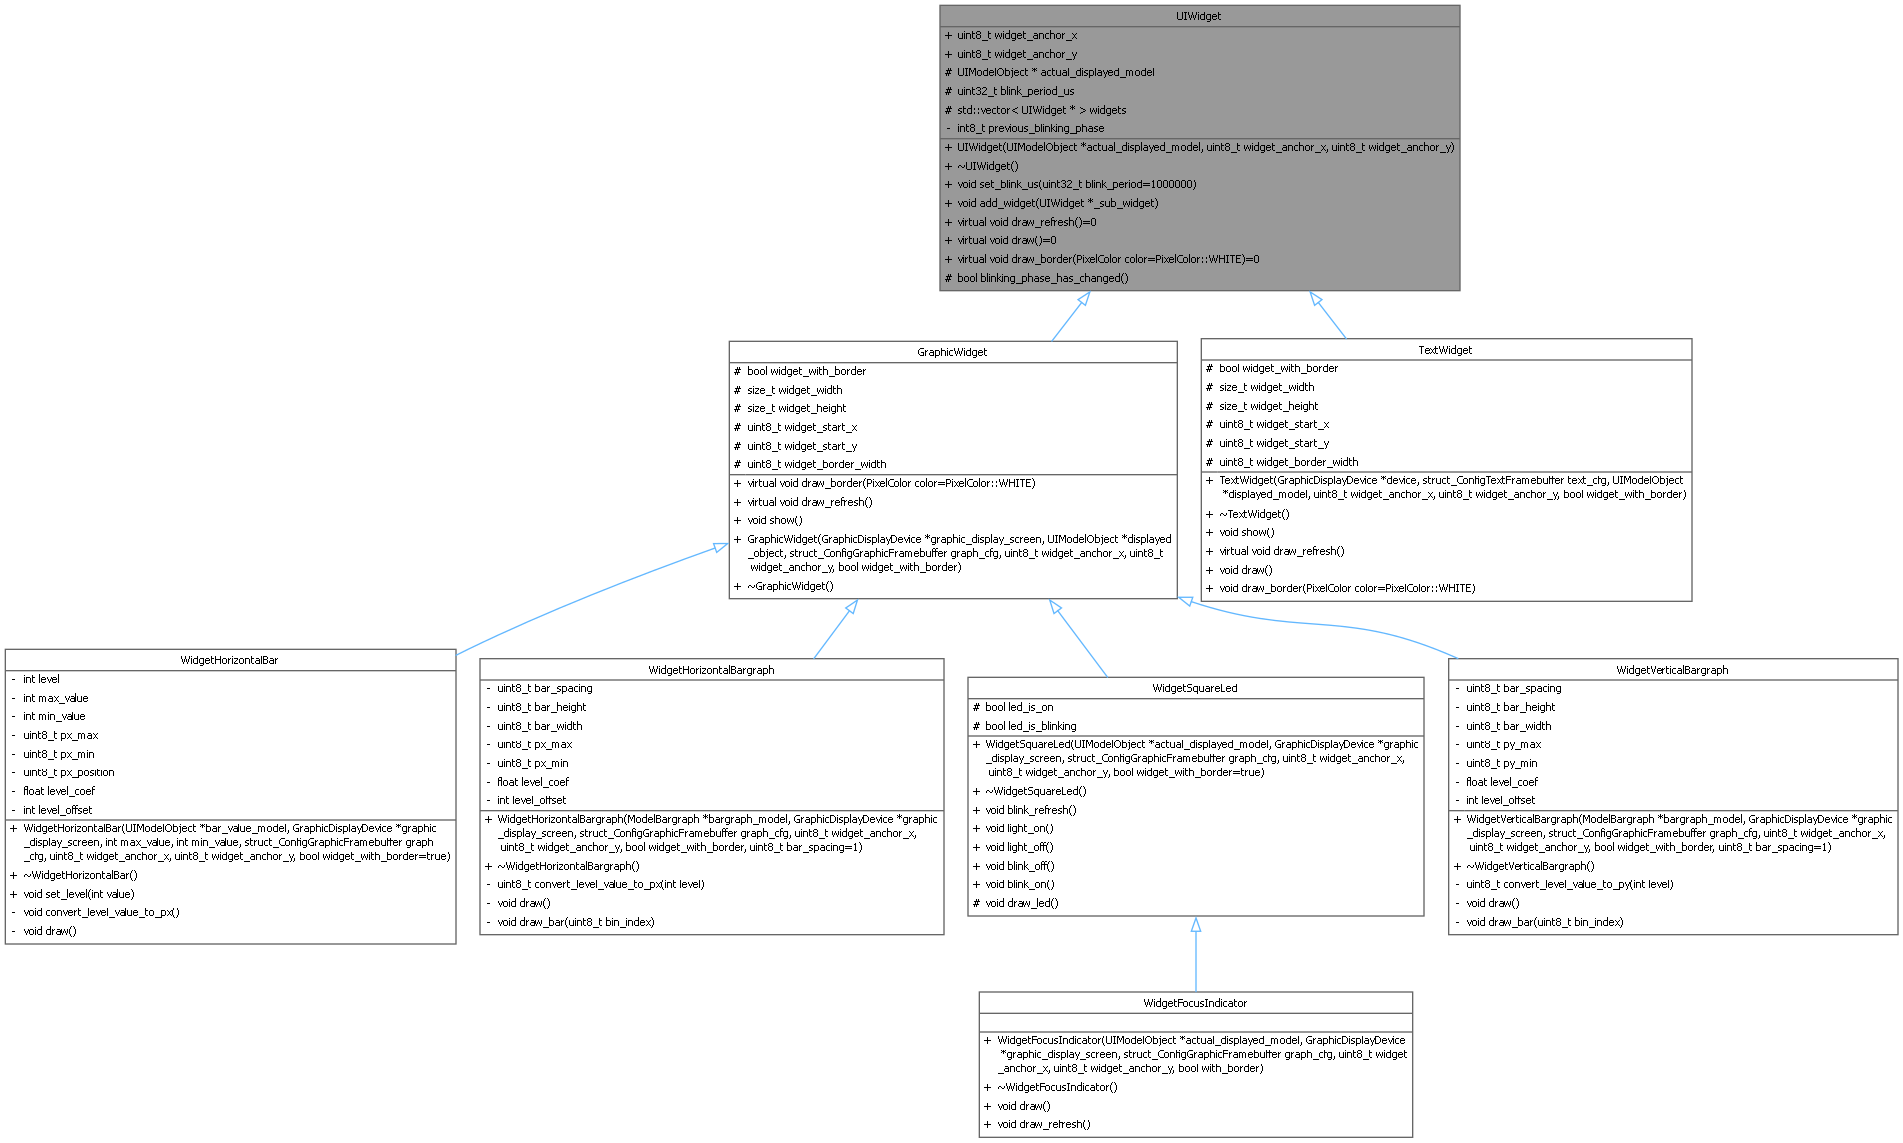 UIWidget
+ uint8_t widget_anchor_x
+ uint8_t widget_anchor_y
# UIModelObject * actual_displayed_model
# uint32_t blink_period_us
# std::vector< UIWidget * > widgets
- int8_t previous_blinking_phase
+ UIWidget(UIModelObject *actual_displayed_model, uint8_t widget_anchor_x, uint8_t widget_anchor_y)
+ ~UIWidget()
+ void set_blink_us(uint32_t blink_period=1000000)
+ void add_widget(UIWidget *_sub_widget)
+ virtual void draw_refresh()=0
+ virtual void draw()=0
+ virtual void draw_border(PixelColor color=PixelColor::WHITE)=0
# bool blinking_phase_has_changed()
GraphicWidget
# bool widget_with_border
# size_t widget_width
# size_t widget_height
# uint8_t widget_start_x
# uint8_t widget_start_y
# uint8_t widget_border_width
+ virtual void draw_border(PixelColor color=PixelColor::WHITE)
+ virtual void draw_refresh()
+ void show()
+ GraphicWidget(GraphicDisplayDevice *graphic_display_screen, UIModelObject *displayed
_object, struct_ConfigGraphicFramebuffer graph_cfg, uint8_t widget_anchor_x, uint8_t
widget_anchor_y, bool widget_with_border)
+ ~GraphicWidget()
TextWidget
# bool widget_with_border
# size_t widget_width
# size_t widget_height
# uint8_t widget_start_x
# uint8_t widget_start_y
# uint8_t widget_border_width
+ TextWidget(GraphicDisplayDevice *device, struct_ConfigTextFramebuffer text_cfg, UIModelObject
*displayed_model, uint8_t widget_anchor_x, uint8_t widget_anchor_y, bool widget_with_border)
+ ~TextWidget()
+ void show()
+ virtual void draw_refresh()
+ void draw()
+ void draw_border(PixelColor color=PixelColor::WHITE)
WidgetHorizontalBar
- int level
- int max_value
- int min_value
- uint8_t px_max
- uint8_t px_min
- uint8_t px_position
- float level_coef
- int level_offset
+ WidgetHorizontalBar(UIModelObject *bar_value_model, GraphicDisplayDevice *graphic
_display_screen, int max_value, int min_value, struct_ConfigGraphicFramebuffer graph
_cfg, uint8_t widget_anchor_x, uint8_t widget_anchor_y, bool widget_with_border=true)
+ ~WidgetHorizontalBar()
+ void set_level(int value)
- void convert_level_value_to_px()
- void draw()
WidgetHorizontalBargraph
- uint8_t bar_spacing
- uint8_t bar_height
- uint8_t bar_width
- uint8_t px_max
- uint8_t px_min
- float level_coef
- int level_offset
+ WidgetHorizontalBargraph(ModelBargraph *bargraph_model, GraphicDisplayDevice *graphic
_display_screen, struct_ConfigGraphicFramebuffer graph_cfg, uint8_t widget_anchor_x,
uint8_t widget_anchor_y, bool widget_with_border, uint8_t bar_spacing=1)
+ ~WidgetHorizontalBargraph()
- uint8_t convert_level_value_to_px(int level)
- void draw()
- void draw_bar(uint8_t bin_index)
WidgetSquareLed
# bool led_is_on
# bool led_is_blinking
+ WidgetSquareLed(UIModelObject *actual_displayed_model, GraphicDisplayDevice *graphic
_display_screen, struct_ConfigGraphicFramebuffer graph_cfg, uint8_t widget_anchor_x,
uint8_t widget_anchor_y, bool widget_with_border=true)
+ ~WidgetSquareLed()
+ void blink_refresh()
+ void light_on()
+ void light_off()
+ void blink_off()
+ void blink_on()
# void draw_led()
WidgetVerticalBargraph
- uint8_t bar_spacing
- uint8_t bar_height
- uint8_t bar_width
- uint8_t py_max
- uint8_t py_min
- float level_coef
- int level_offset
+ WidgetVerticalBargraph(ModelBargraph *bargraph_model, GraphicDisplayDevice *graphic
_display_screen, struct_ConfigGraphicFramebuffer graph_cfg, uint8_t widget_anchor_x,
uint8_t widget_anchor_y, bool widget_with_border, uint8_t bar_spacing=1)
+ ~WidgetVerticalBargraph()
- uint8_t convert_level_value_to_py(int level)
- void draw()
- void draw_bar(uint8_t bin_index)
WidgetFocusIndicator
+ WidgetFocusIndicator(UIModelObject *actual_displayed_model, GraphicDisplayDevice
*graphic_display_screen, struct_ConfigGraphicFramebuffer graph_cfg, uint8_t widget
_anchor_x, uint8_t widget_anchor_y, bool with_border)
+ ~WidgetFocusIndicator()
+ void draw()
+ void draw_refresh()